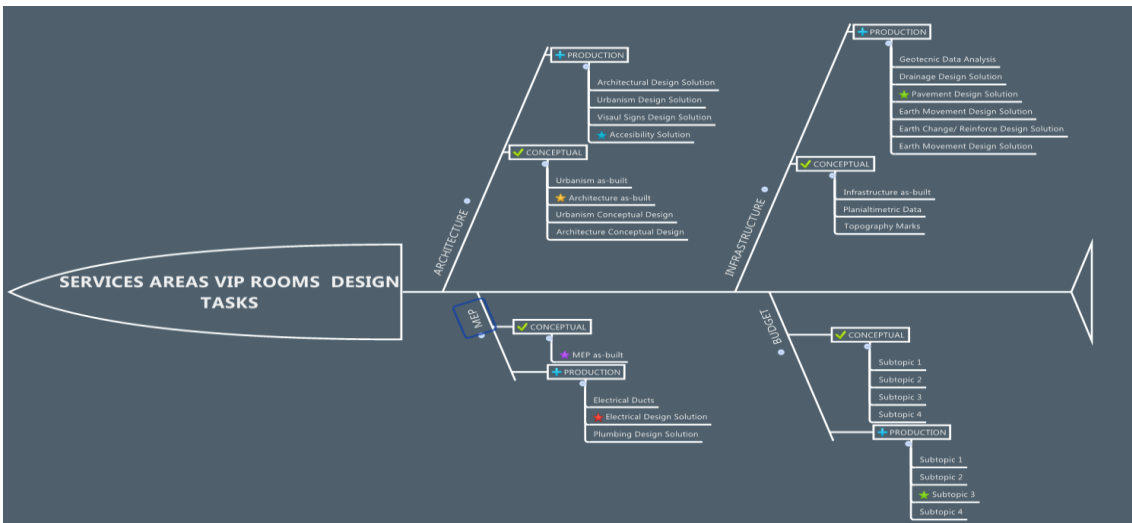 SERVICES AREAS VIP ROOMS DESIGN
TASKS
ARCHITECTURE
PRODUCTION
Architectural Design Solution
Urbanism Design Solution
Visaul Signs Design Solution
Accesibility Solution
CONCEPTUAL
Urbanism as-built
Architecture as-built
Urbanism Conceptual Design
Architecture Conceptual Design
INFRASTRUCTURE
PRODUCTION
Geotecnic Data Analysis
Drainage Design Solution
Pavement Design Solution
Earth Movement Design Solution
Earth Change/ Reinforce Design Solution
Earth Movement Design Solution
CONCEPTUAL
Infrastructure as-built
Planialtimetric Data
Topography Marks
MEP
CONCEPTUAL
MEP as-built
PRODUCTION
Electrical Ducts
Electrical Design Solution
Plumbing Design Solution
BUDGET
CONCEPTUAL
Subtopic 1
Subtopic 2
Subtopic 3
Subtopic 4
PRODUCTION
Subtopic 1
Subtopic 2
Subtopic 3
Subtopic 4